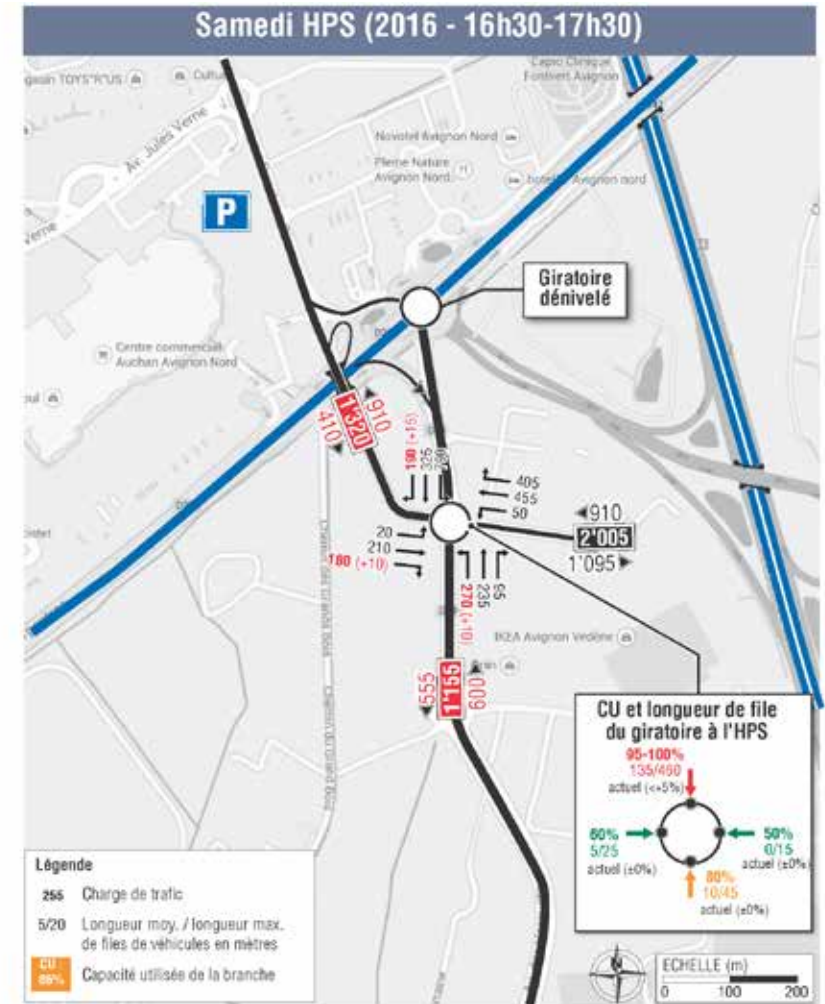 Samedi HPS (2016 - 16h30-17h30)
TOYS"R"US
Cultu
Capio Clinique
Fontvert Avignon
Av. Jules Verne
Novotel Avignon Nord
Pleine Nature
Avignon Nord
Avignon nord
P
Verne
Giratoire
dénivelé
Centre commercial
Auchan Avignon Nord
1'320
910
410
190 (+15)
325
405
455
50
910
2'005
1'095
20
210
180 (+10)
270 (+10)
235
95
IKEA Avignon Vedène
555
1'155
600
CU et longueur de file
du giratoire à l'HPS
95-100%
135/460
actuel (<+5%)
60%
5/25
actuel (±0%)
50%
0/15
actuel (±0%)
80%
10/45
actuel (±0%)
Légende
255 Charge de trafic
5/20 Longueur moy. / longueur max.
de files de véhicules en mètres
CU
Capacité utilisée de la branche
ECHELLE (m)
0 100 200